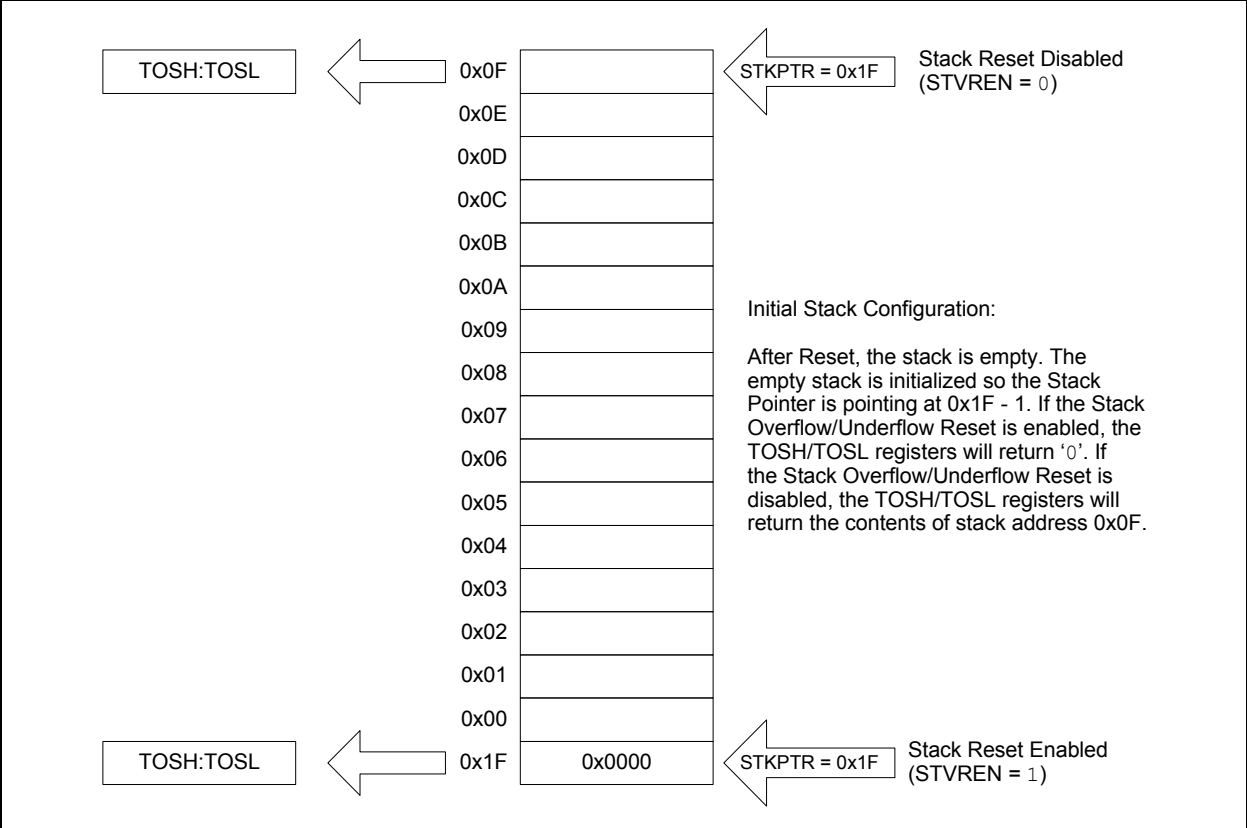 TOSH:TOSL
0x0F
STKPTR = 0x1F
Stack Reset Disabled
(STVREN = 0)
0x0E
0x0D
0x0C
0x0B
0x0A
0x09
0x08
0x07
0x06
0x05
0x04
0x03
0x02
0x01
0x00
Initial Stack Configuration:
After Reset, the stack is empty. The
empty stack is initialized so the Stack
Pointer is pointing at 0x1F - 1. If the Stack
Overflow/Underflow Reset is enabled, the
TOSH/TOSL registers will return ‘0’. If
the Stack Overflow/Underflow Reset is
disabled, the TOSH/TOSL registers will
return the contents of stack address 0x0F.
TOSH:TOSL
0x1F
0x0000
STKPTR = 0x1F
Stack Reset Enabled
(STVREN = 1)